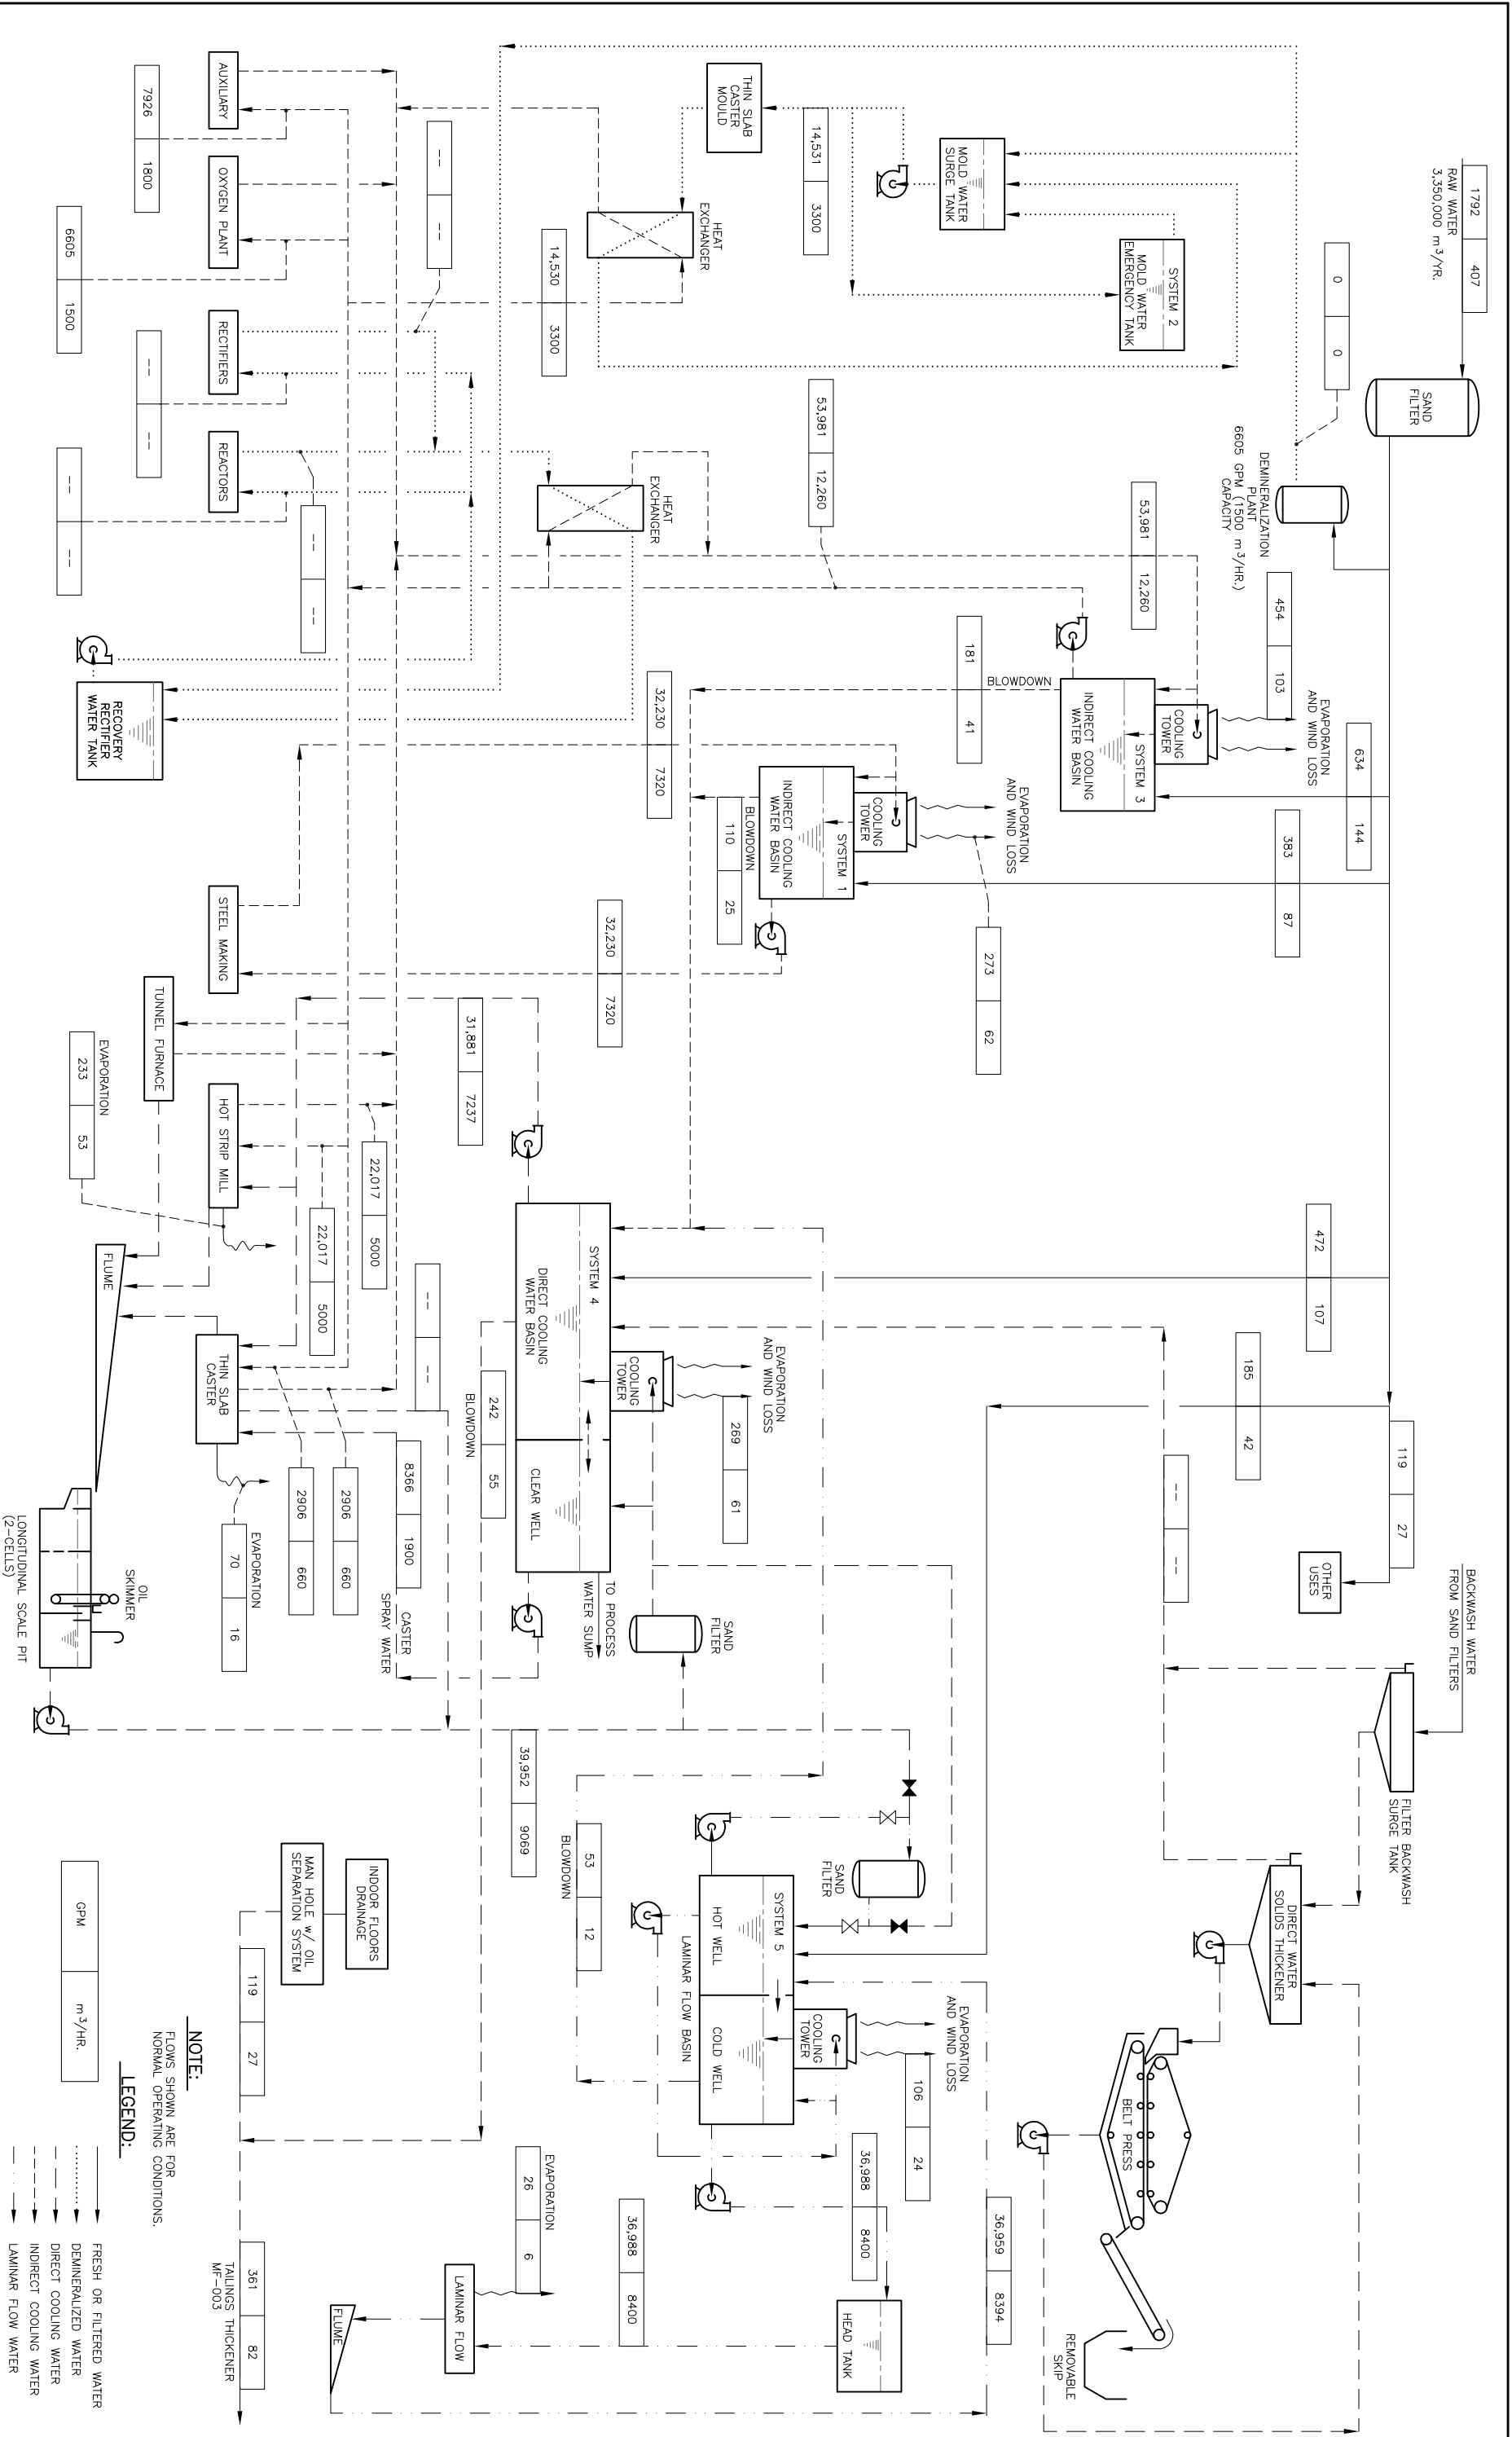 1792 407
RAW WATER
3,350,000 m³/YR.
SAND
FILTER
0 0
DEMINERALIZATION
PLANT
6605 GPM (1500 m³/HR.)
CAPACITY
SYSTEM 2
MOLD WATER
EMERGENCY TANK
MOLD WATER
SURGE TANK
THIN SLAB
CASTER
MOULD
14,531 3300
HEAT
EXCHANGER
14,530 3300
-- --
AUXILIARY
7926 1800
OXYGEN PLANT
6605 1500
RECTIFIERS
-- --
REACTORS
-- --
-- --
HEAT
EXCHANGER
53,981 12,260
53,981 12,260
454 103
EVAPORATION
AND WIND LOSS
634 144
383 87
COOLING
TOWER
SYSTEM 3
INDIRECT COOLING
WATER BASIN
BLOWDOWN
181 41
RECOVERY
RECTIFIER
WATER TANK
32,230 7320
EVAPORATION
AND WIND LOSS
COOLING
TOWER
SYSTEM 1
INDIRECT COOLING
WATER BASIN
BLOWDOWN
110 25
273 62
32,230 7320
STEEL MAKING
TUNNEL FURNACE
HOT STRIP MILL
EVAPORATION
233 53
31,881 7237
22,017 5000
22,017 5000
-- --
FLUME
THIN SLAB
CASTER
2906 660
2906 660
8366 1900
CASTER
SPRAY WATER
EVAPORATION
70 16
OIL
SKIMMER
LONGITUDINAL SCALE PIT
(2-CELLS)
472 107
185 42
119 27
OTHER
USES
SYSTEM 4
DIRECT COOLING
WATER BASIN
COOLING
TOWER
EVAPORATION
AND WIND LOSS
269 61
CLEAR WELL
242 55
BLOWDOWN
TO PROCESS
WATER SUMP
SAND
FILTER
-- --
BACKWASH WATER
FROM SAND FILTERS
FILTER BACKWASH
SURGE TANK
DIRECT WATER
SOLIDS THICKENER
BELT PRESS
REMOVABLE
SKIP
39,952 9069
SAND
FILTER
SYSTEM 5
HOT WELL
COLD WELL
LAMINAR FLOW BASIN
COOLING
TOWER
EVAPORATION
AND WIND LOSS
106 24
53 12
BLOWDOWN
36,988 8400
36,959 8394
HEAD TANK
36,988 8400
LAMINAR FLOW
EVAPORATION
26 6
FLUME
INDOOR FLOORS
DRAINAGE
MAN HOLE w/ OIL
SEPARATION SYSTEM
119 27
361 82
TAILINGS THICKENER
MF-003
NOTE:
FLOWS SHOWN ARE FOR
NORMAL OPERATING CONDITIONS.
LEGEND:
GPM m³/HR.
FRESH OR FILTERED WATER
DEMINERALIZED WATER
DIRECT COOLING WATER
INDIRECT COOLING WATER
LAMINAR FLOW WATER